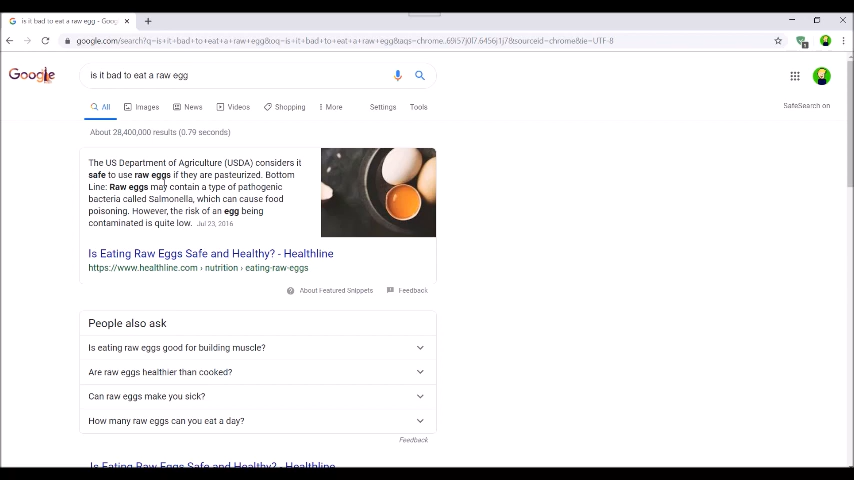 is it bad to eat a raw egg - Goog
google.com/search?q=is+it+bad+to+eat+a+raw+egg&oq=is+it+bad+to+eat+a+raw+egg&aqs=chrome..69i57j0l7.6456j1j7&sourceid=chrome&ie=UTF-8
Google
is it bad to eat a raw egg
All Images News Videos Shopping More Settings Tools
SafeSearch on
About 28,400,000 results (0.79 seconds)
The US Department of Agriculture (USDA) considers it
safe to use raw eggs if they are pasteurized. Bottom
Line: Raw eggs may contain a type of pathogenic
bacteria called Salmonella, which can cause food
poisoning. However, the risk of an egg being
contaminated is quite low. Jul 23, 2016
Is Eating Raw Eggs Safe and Healthy? - Healthline
https://www.healthline.com › nutrition › eating-raw-eggs
About Featured Snippets Feedback
People also ask
Is eating raw eggs good for building muscle?
Are raw eggs healthier than cooked?
Can raw eggs make you sick?
How many raw eggs can you eat a day?
Feedback
Is Eating Raw Eggs Safe and Healthy? - Healthline